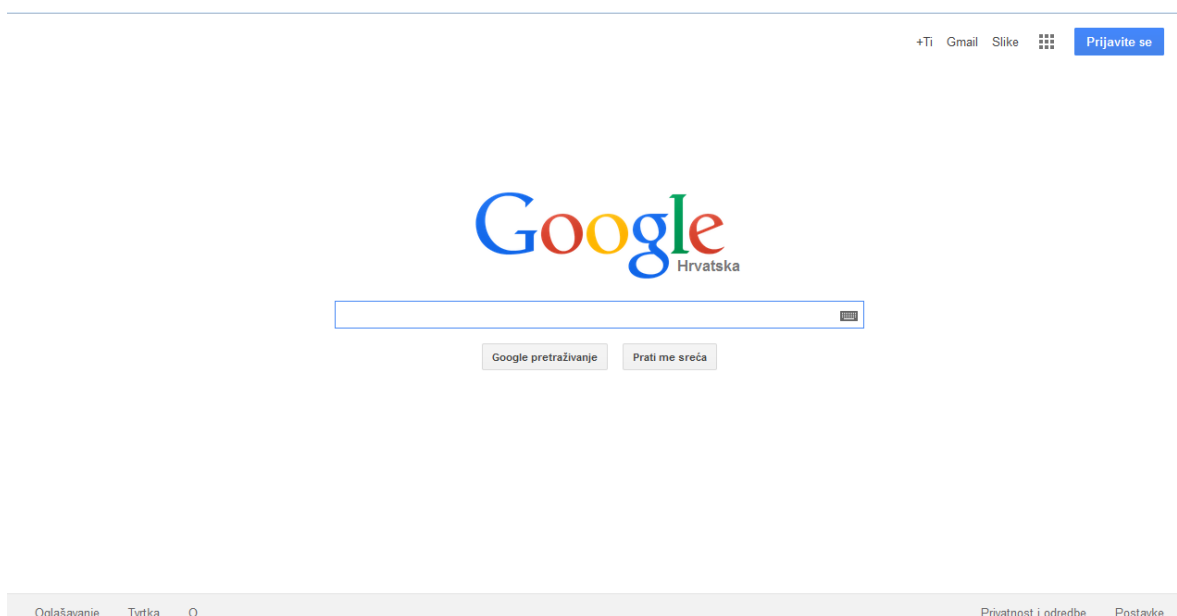 +Ti Gmail Slike Prijavite se
Google
Hrvatska
Google pretraživanje Prati me sreća
Oglašavanje Tvrtka O Privatnost i odredbe Postavke